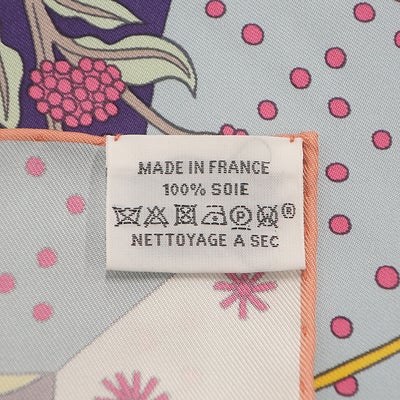 MADE IN FRANCE
100% SOIE
®
NETTOYAGE A SEC